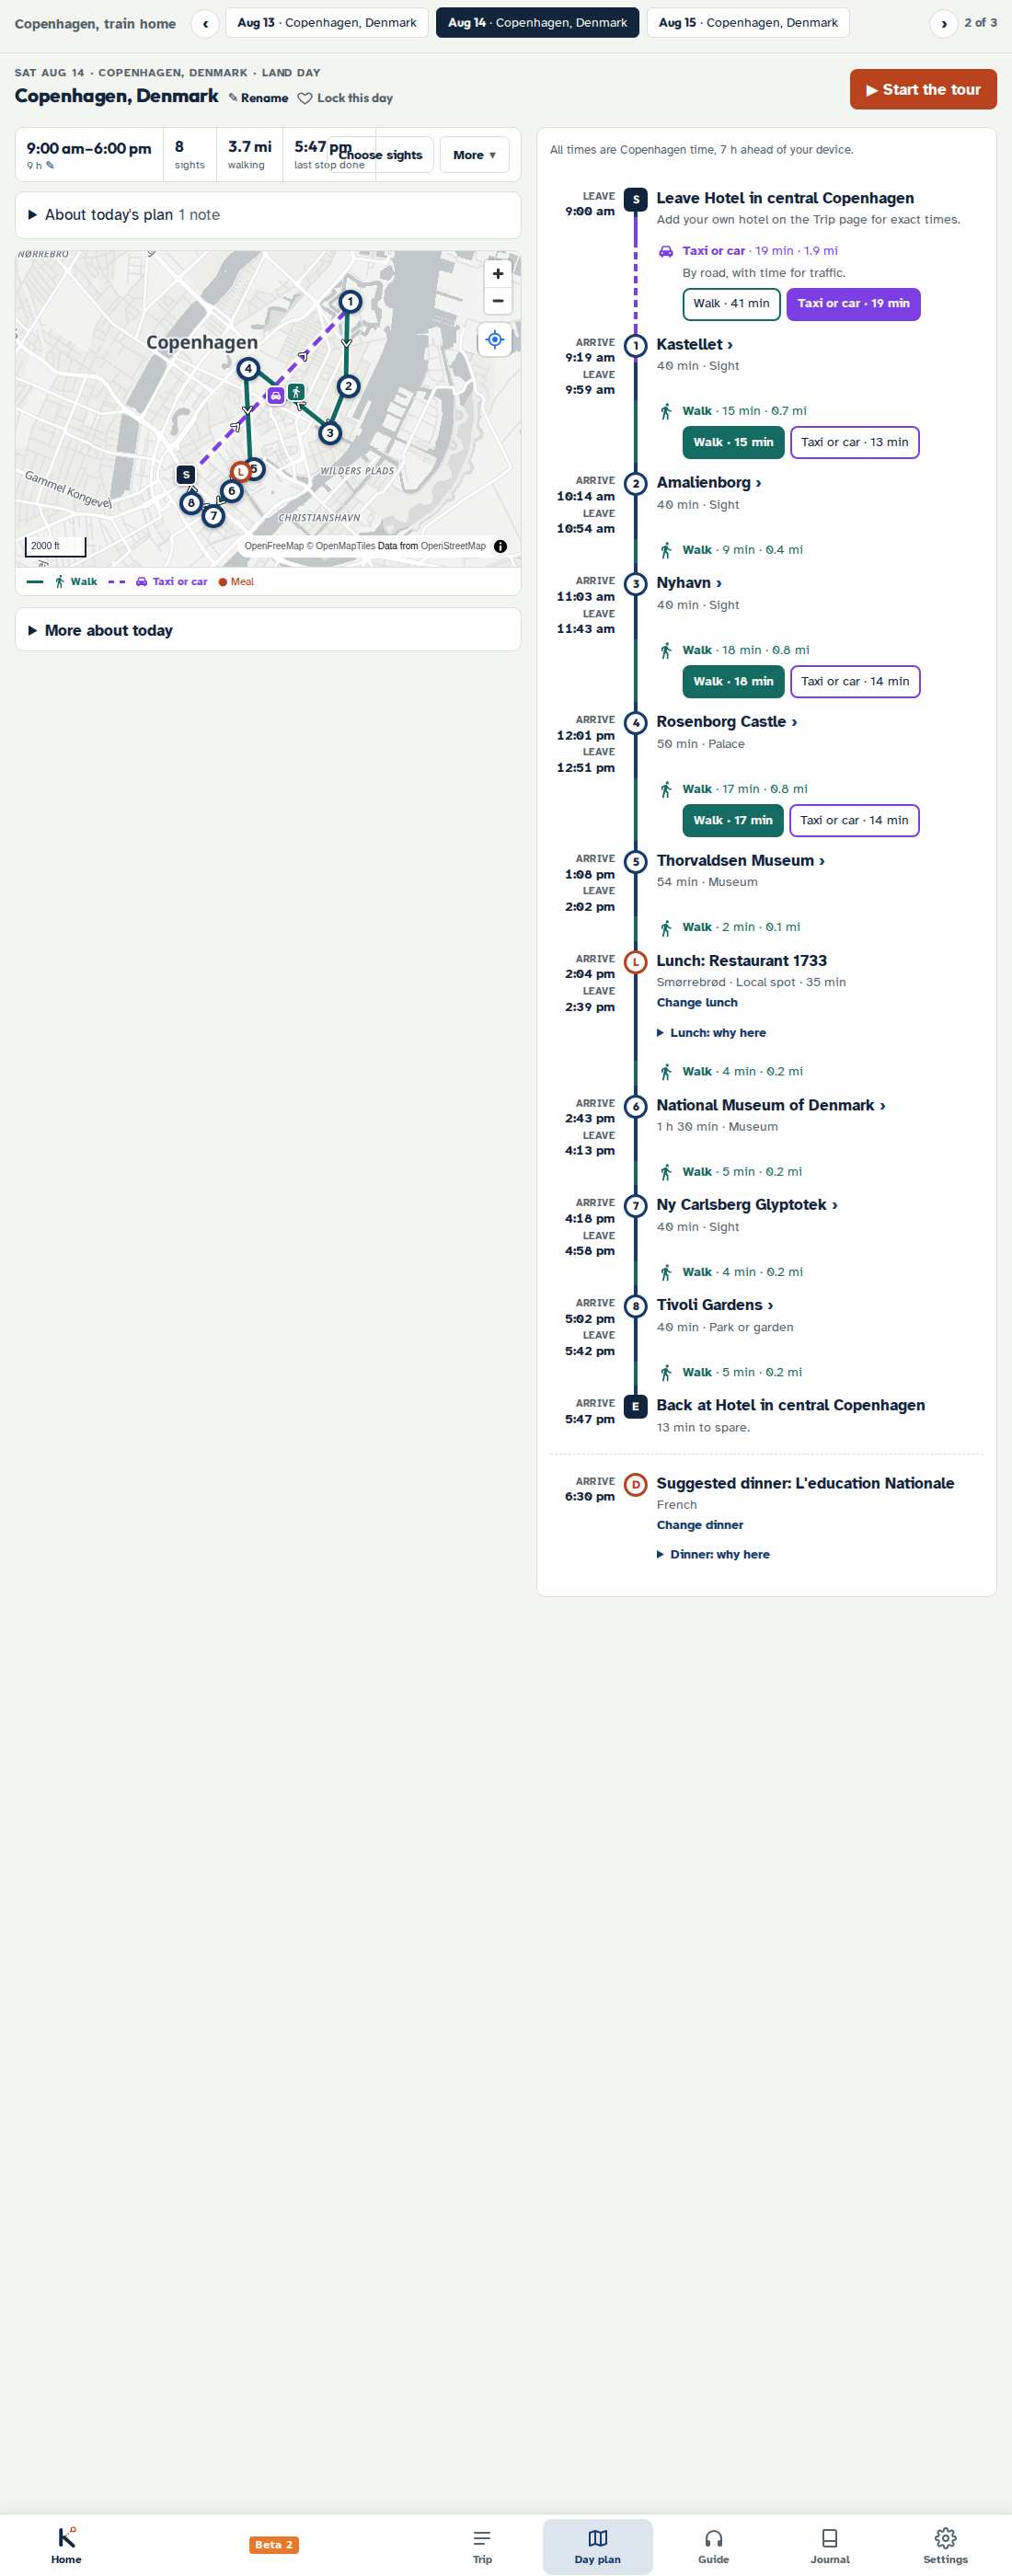 Copenhagen, train home
‹
Aug 13 · Copenhagen, Denmark
Aug 14 · Copenhagen, Denmark
Aug 15 · Copenhagen, Denmark
›
2 of 3
SAT AUG 14 · COPENHAGEN, DENMARK · LAND DAY
Copenhagen, Denmark ✎ Rename Lock this day
▶ Start the tour
9:00 am–6:00 pm
9 h ✎
8
sights
3.7 mi
walking
5:47 pm
last stop done
Choose sights
More ▾
▶ About today's plan 1 note
NØRREBRO
Copenhagen
WILDERS PLADS
Gammel Kongevej
CHRISTIANSHAVN
1
2
3
4
5
L
6
7
8
S
+
−
2000 ft
OpenFreeMap © OpenMapTiles Data from OpenStreetMap
Walk Taxi or car Meal
▶ More about today
All times are Copenhagen time, 7 h ahead of your device.
LEAVE
9:00 am
S
Leave Hotel in central Copenhagen
Add your own hotel on the Trip page for exact times.
Taxi or car · 19 min · 1.9 mi
By road, with time for traffic.
Walk · 41 min
Taxi or car · 19 min
ARRIVE
9:19 am
LEAVE
9:59 am
1
Kastellet ›
40 min · Sight
Walk · 15 min · 0.7 mi
Walk · 15 min
Taxi or car · 13 min
ARRIVE
10:14 am
LEAVE
10:54 am
2
Amalienborg ›
40 min · Sight
Walk · 9 min · 0.4 mi
ARRIVE
11:03 am
LEAVE
11:43 am
3
Nyhavn ›
40 min · Sight
Walk · 18 min · 0.8 mi
Walk · 18 min
Taxi or car · 14 min
ARRIVE
12:01 pm
LEAVE
12:51 pm
4
Rosenborg Castle ›
50 min · Palace
Walk · 17 min · 0.8 mi
Walk · 17 min
Taxi or car · 14 min
ARRIVE
1:08 pm
LEAVE
2:02 pm
5
Thorvaldsen Museum ›
54 min · Museum
Walk · 2 min · 0.1 mi
ARRIVE
2:04 pm
LEAVE
2:39 pm
L
Lunch: Restaurant 1733
Smørrebrød · Local spot · 35 min
Change lunch
▶ Lunch: why here
Walk · 4 min · 0.2 mi
ARRIVE
2:43 pm
LEAVE
4:13 pm
6
National Museum of Denmark ›
1 h 30 min · Museum
Walk · 5 min · 0.2 mi
ARRIVE
4:18 pm
LEAVE
4:58 pm
7
Ny Carlsberg Glyptotek ›
40 min · Sight
Walk · 4 min · 0.2 mi
ARRIVE
5:02 pm
LEAVE
5:42 pm
8
Tivoli Gardens ›
40 min · Park or garden
Walk · 5 min · 0.2 mi
ARRIVE
5:47 pm
E
Back at Hotel in central Copenhagen
13 min to spare.
ARRIVE
6:30 pm
D
Suggested dinner: L'education Nationale
French
Change dinner
▶ Dinner: why here
Home
Beta 2
Trip
Day plan
Guide
Journal
Settings